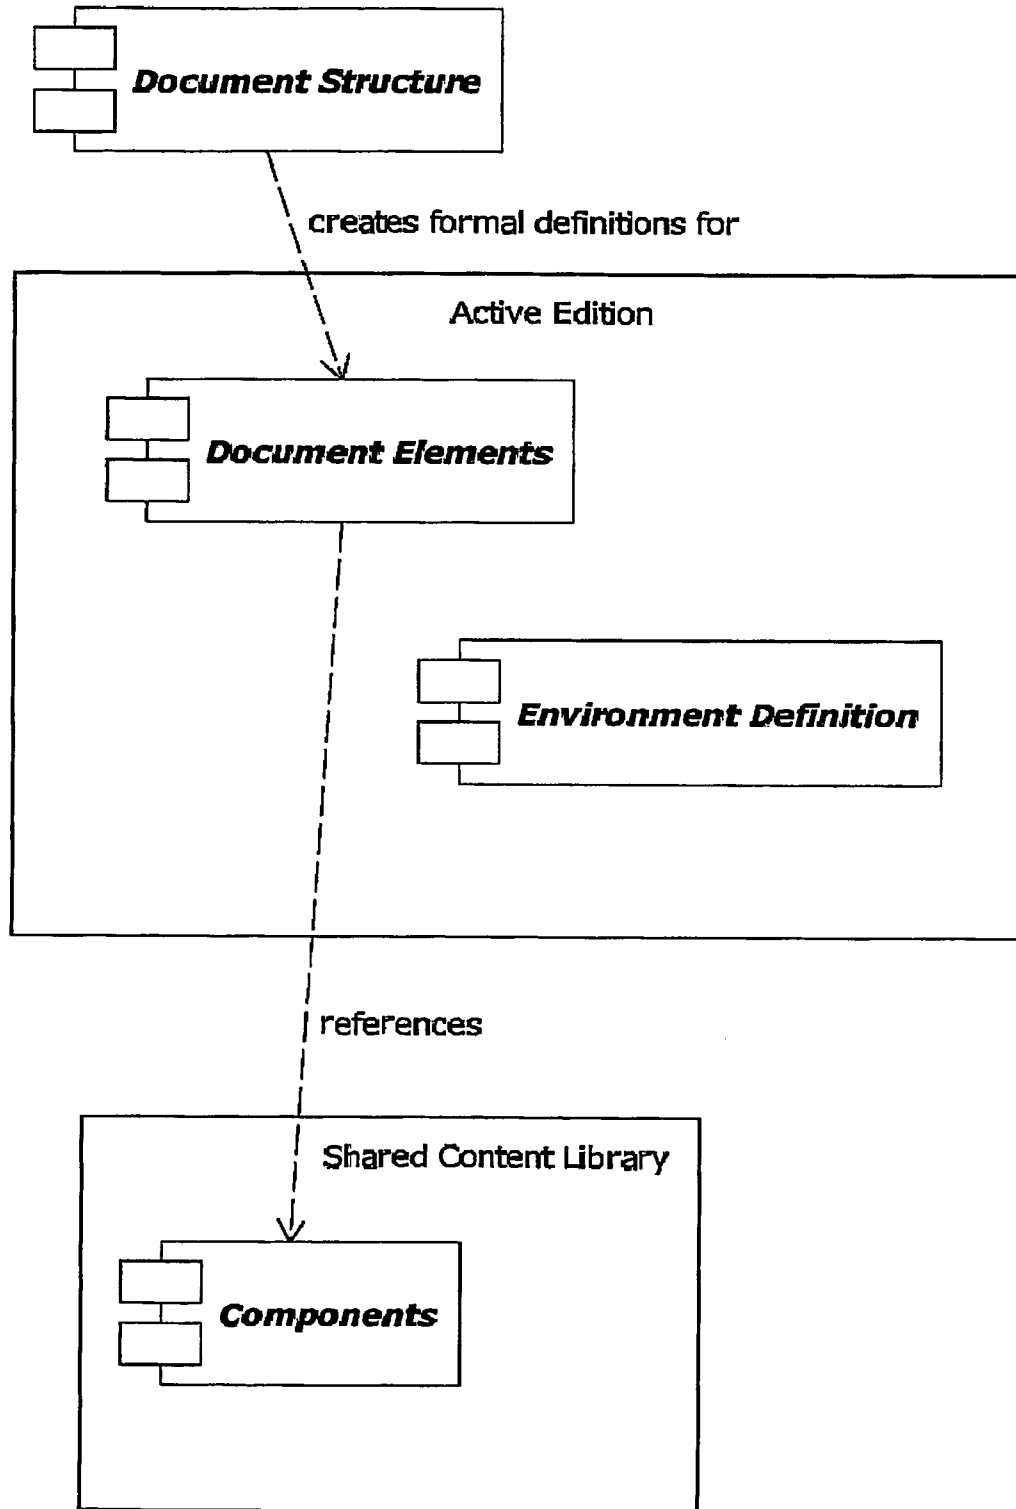 Document Structure
creates formal definitions for
Active Edition
Document Elements
Environment Definition
references
Shared Content Library
Components